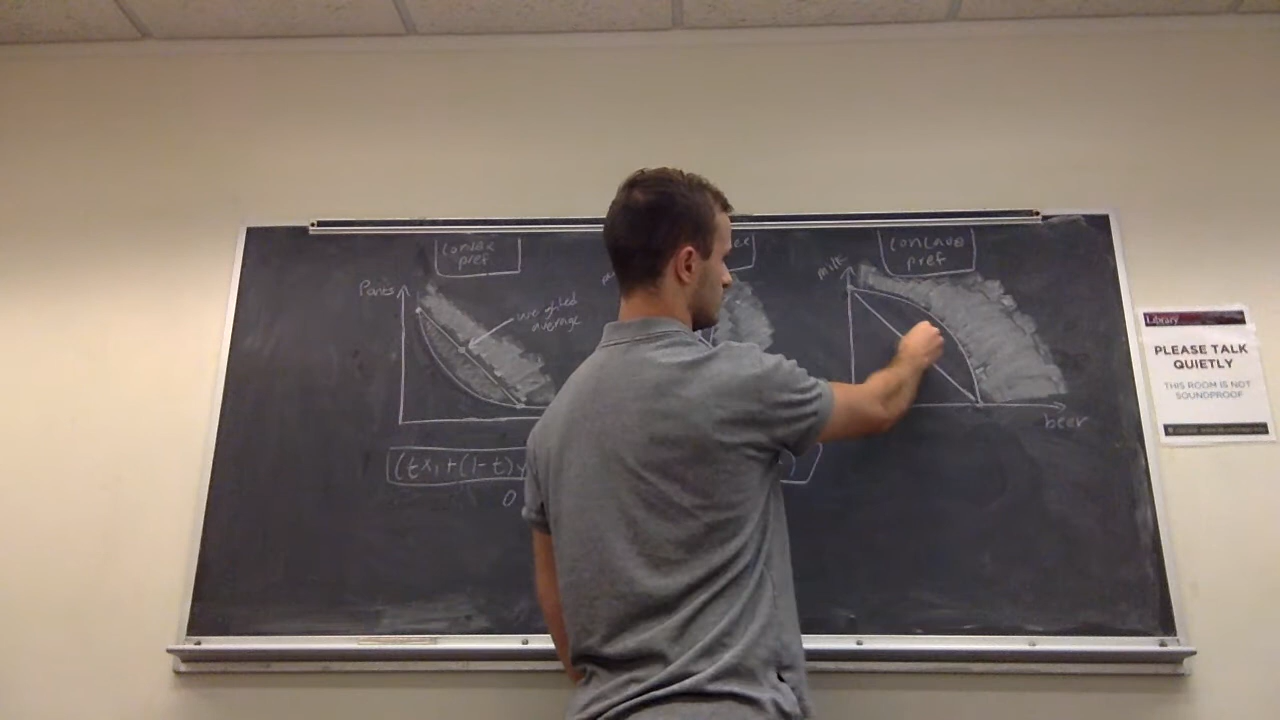 convex
pref
Pants
weighted
average
(tx₁+(1-t)y
0
concave
pref
milk
beer
Library
PLEASE TALK
QUIETLY
THIS ROOM IS NOT
SOUNDPROOF